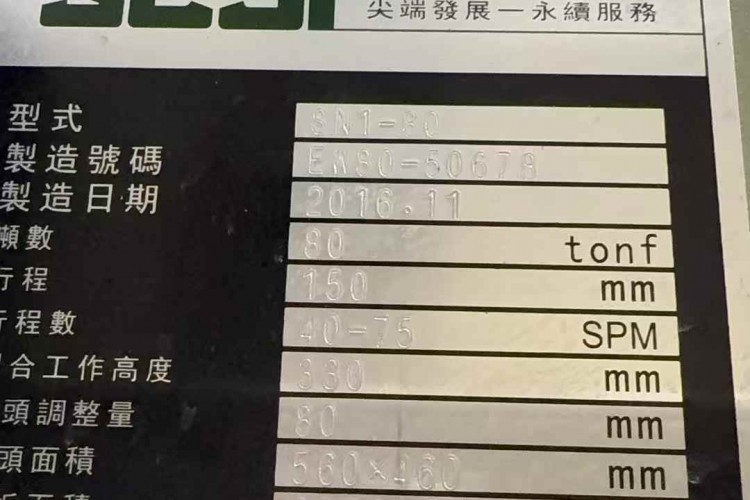 尖端發展一永續服務
型式 SN1-80
製造號碼
製造日期 2016.11
噸數 80 tonf
行程 150 mm
行程數 40-75 SPM
合工作高度 330 mm
頭調整量 80 mm
頭面積 560×460 mm